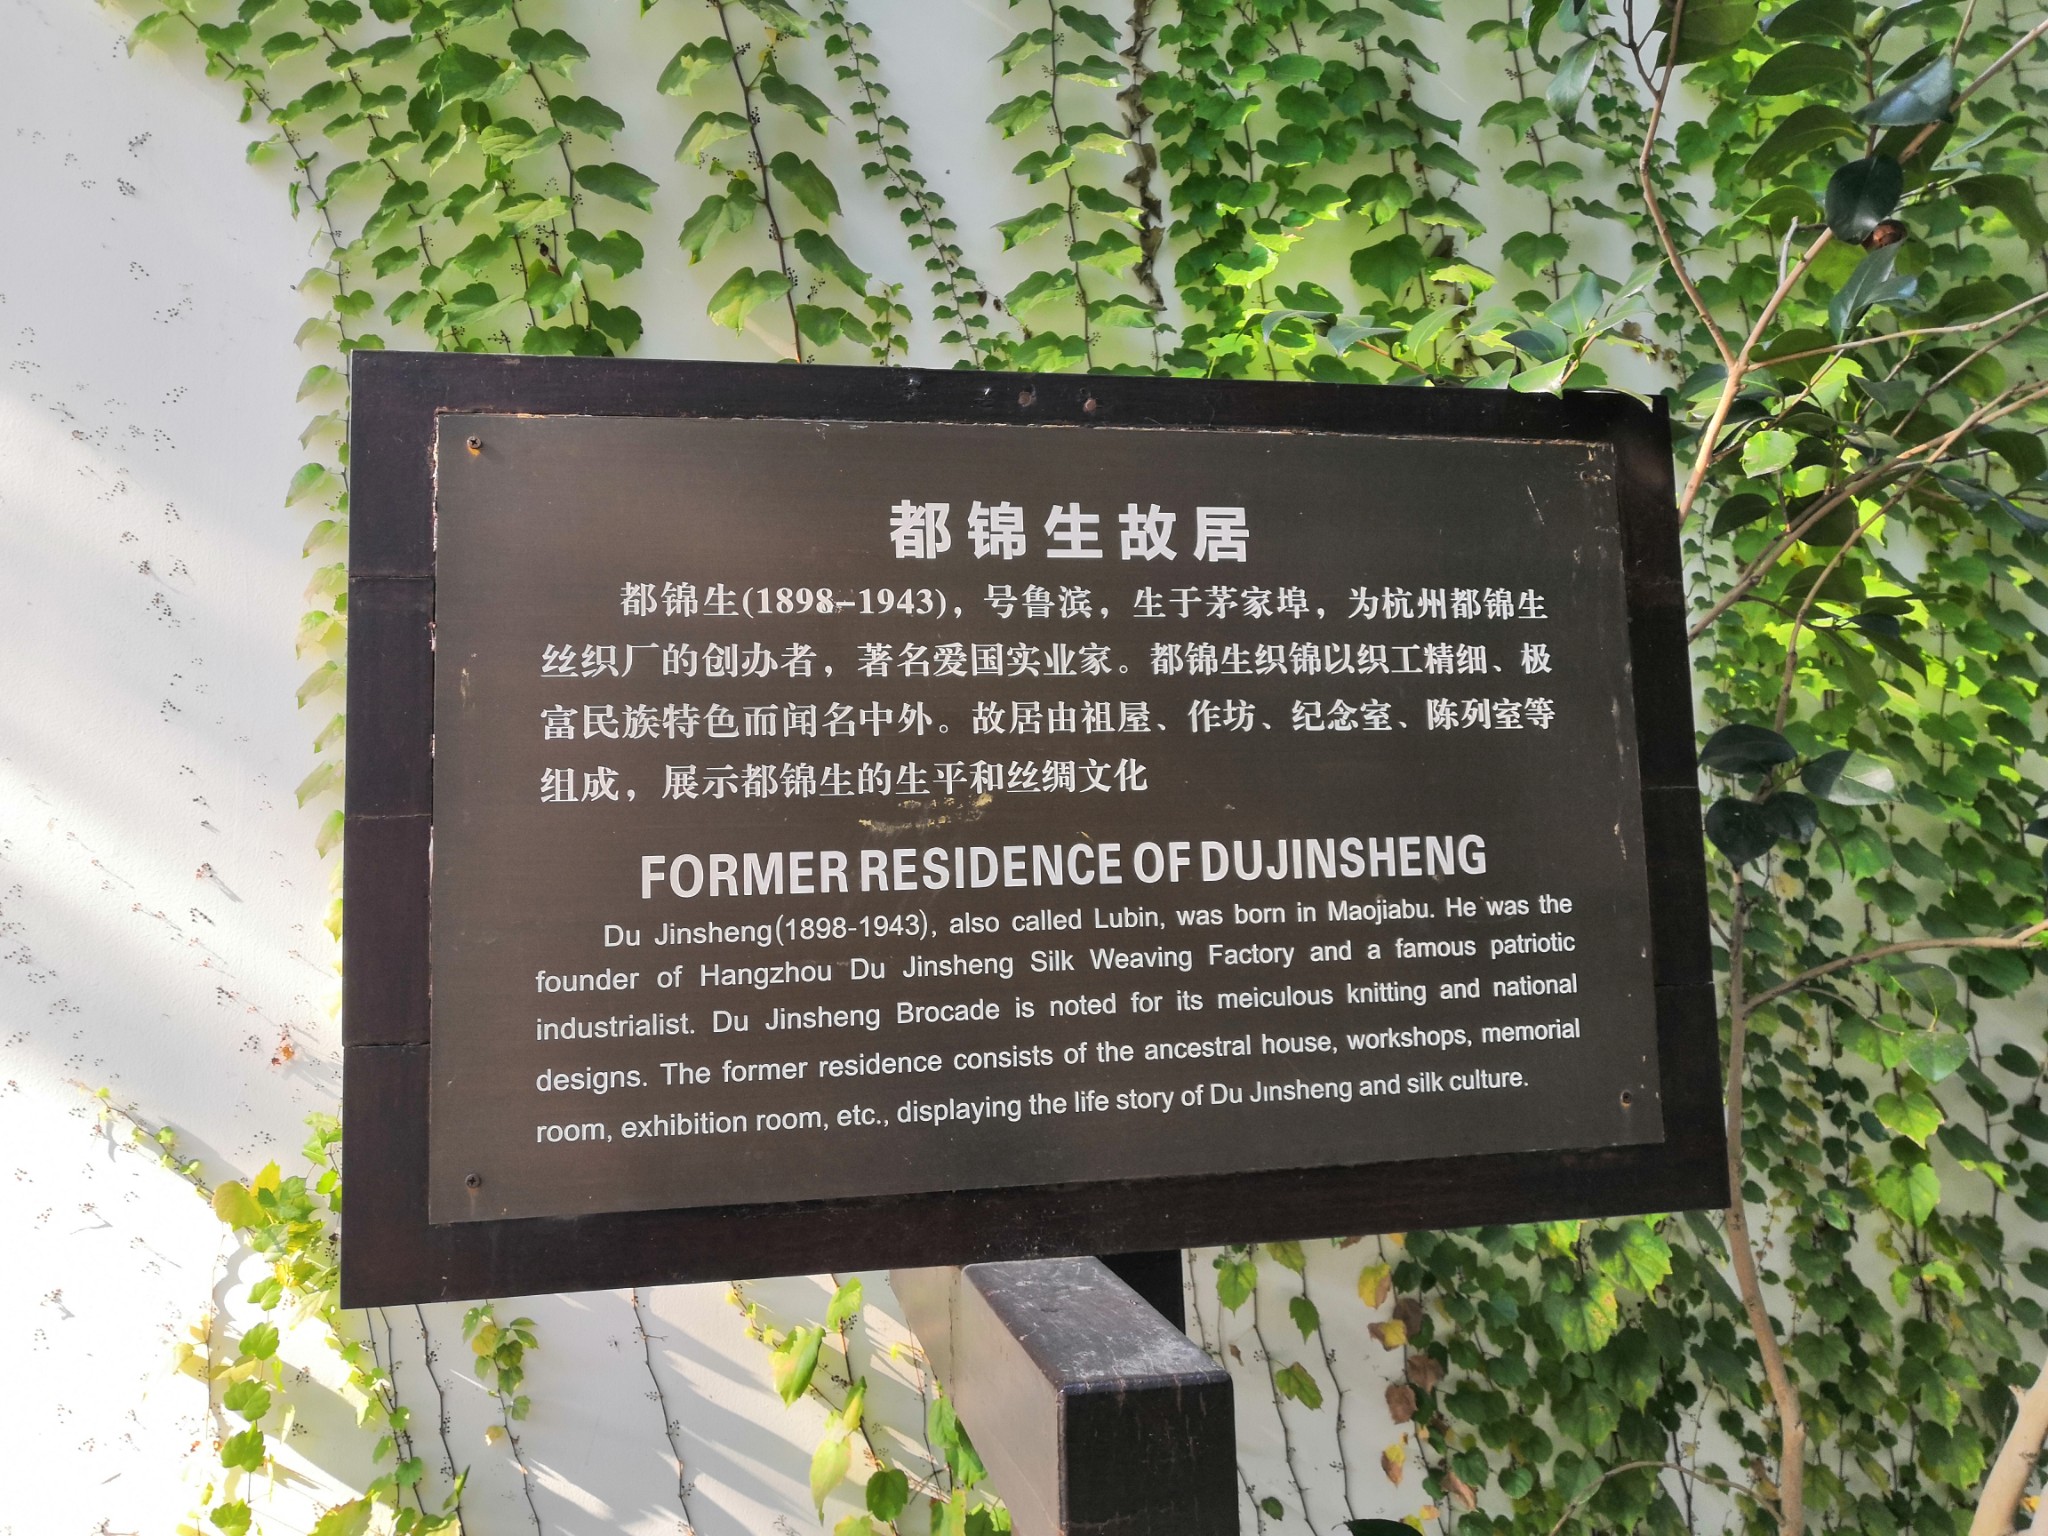 都锦生故居
都锦生(1898-1943)，号鲁滨，生于茅家埠，为杭州都锦生
丝织厂的创办者，著名爱国实业家。都锦生织锦以织工精细、极
富民族特色而闻名中外。故居由祖屋、作坊、纪念室、陈列室等
组成，展示都锦生的生平和丝绸文化
FORMER RESIDENCE OF DUJINSHENG
Du Jinsheng(1898-1943), also called Lubin, was born in Maojiabu. He was the
founder of Hangzhou Du Jinsheng Silk Weaving Factory and a famous patriotic
industrialist. Du Jinsheng Brocade is noted for its meiculous knitting and national
designs. The former residence consists of the ancestral house, workshops, memorial
room, exhibition room, etc., displaying the life story of Du Jinsheng and silk culture.